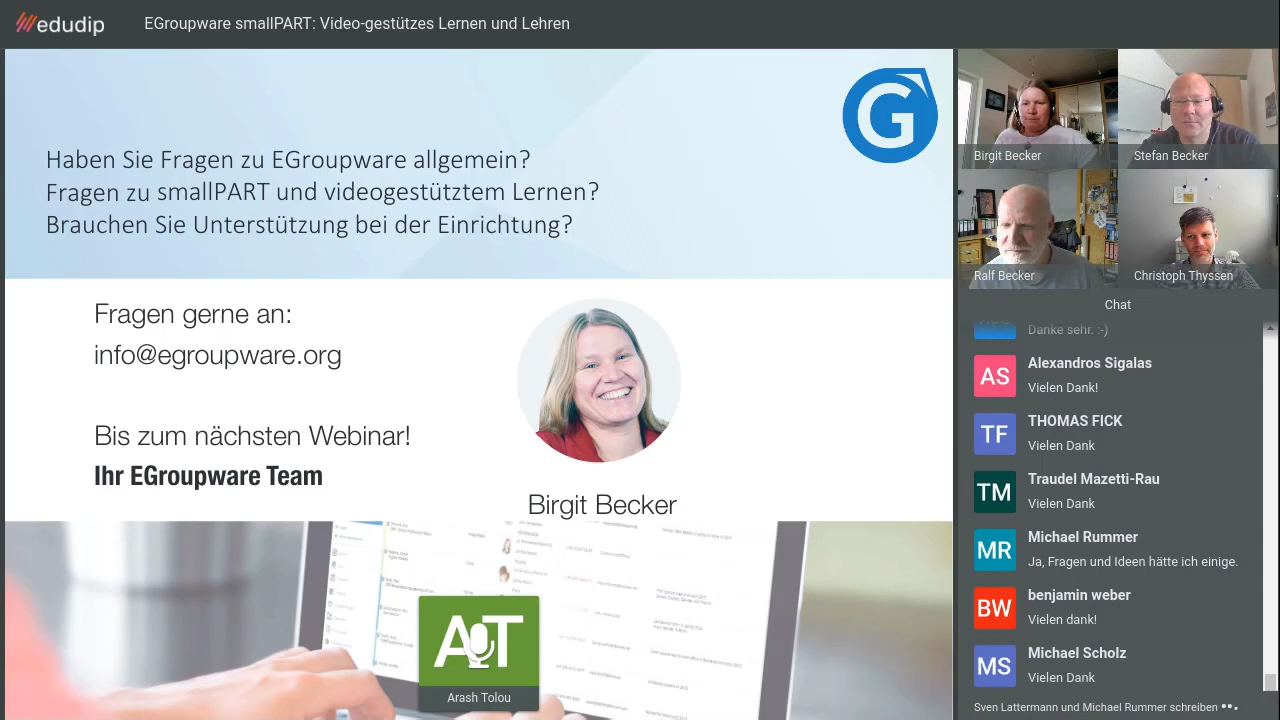 edudip
EGroupware smallPART: Video-gestützes Lernen und Lehren
G
Haben Sie Fragen zu EGroupware allgemein?
Fragen zu smallPART und videogestütztem Lernen?
Brauchen Sie Unterstützung bei der Einrichtung?
Fragen gerne an:
info@egroupware.org
Bis zum nächsten Webinar!
Ihr EGroupware Team
Birgit Becker
AT
Arash Tolou
Birgit Becker
Stefan Becker
Ralf Becker
Christoph Thyssen
Chat
Danke sehr. :-)
AS
Alexandros Sigalas
Vielen Dank!
TF
THOMAS FICK
Vielen Dank
TM
Traudel Mazetti-Rau
Vielen Dank
MR
Michael Rummer
Ja, Fragen und Ideen hätte ich einige.
BW
benjamin weber
Vielen dank!
MS
Michael Scholz
Vielen Dank
Sven Lattermann und Michael Rummer schreiben